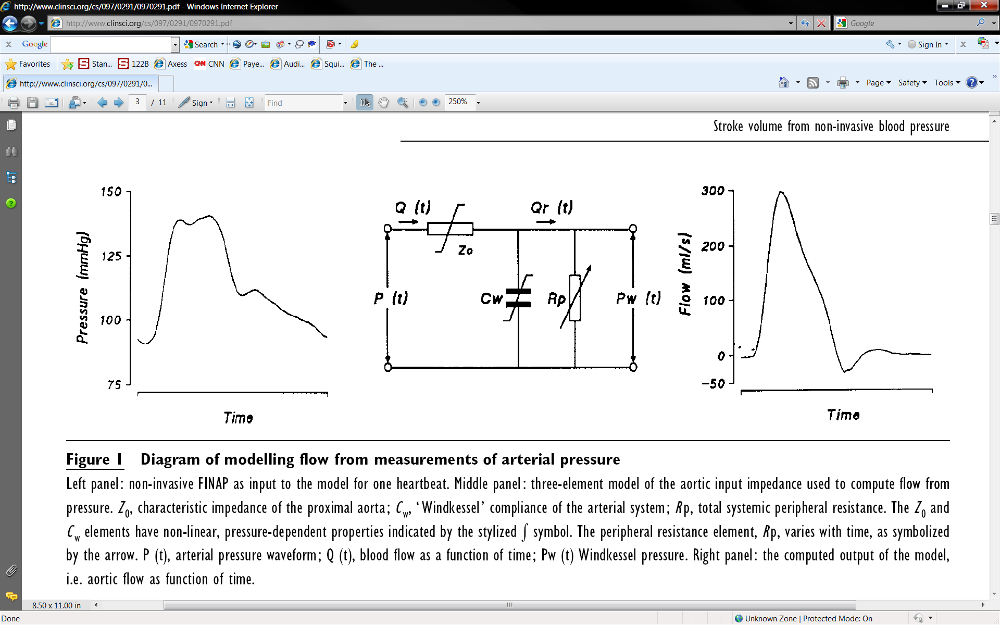 http://www.clinsci.org/cs/097/0291/0970291.pdf - Windows Internet Explorer
http://www.clinsci.org/cs/097/0291/0970291.pdf
Google
x Google Search Sign In x
Favorites Stan... 122B Axess CNN CNN Paye... Audi... Squi... The ...
http://www.clinsci.org/cs/097/0291/0... Page Safety Tools
3 / 11 Sign Find 250%
Stroke volume from non-invasive blood pressure
Pressure (mmHg)
150
125
100
75
Time
Q (t)
Qr (t)
Zo
P (t)
Cw
Rp
Pw (t)
Flow (ml/s)
300
200
100
0
-50
Time
Figure 1 Diagram of modelling flow from measurements of arterial pressure
Left panel: non-invasive FINAP as input to the model for one heartbeat. Middle panel: three-element model of the aortic input impedance used to compute flow from
pressure. Z0, characteristic impedance of the proximal aorta; Cw, ‘Windkessel’ compliance of the arterial system; Rp, total systemic peripheral resistance. The Z0 and
Cw elements have non-linear, pressure-dependent properties indicated by the stylized ∫ symbol. The peripheral resistance element, Rp, varies with time, as symbolized
by the arrow. P (t), arterial pressure waveform; Q (t), blood flow as a function of time; Pw (t) Windkessel pressure. Right panel: the computed output of the model,
i.e. aortic flow as function of time.
8.50 x 11.00 in
Done Unknown Zone | Protected Mode: On